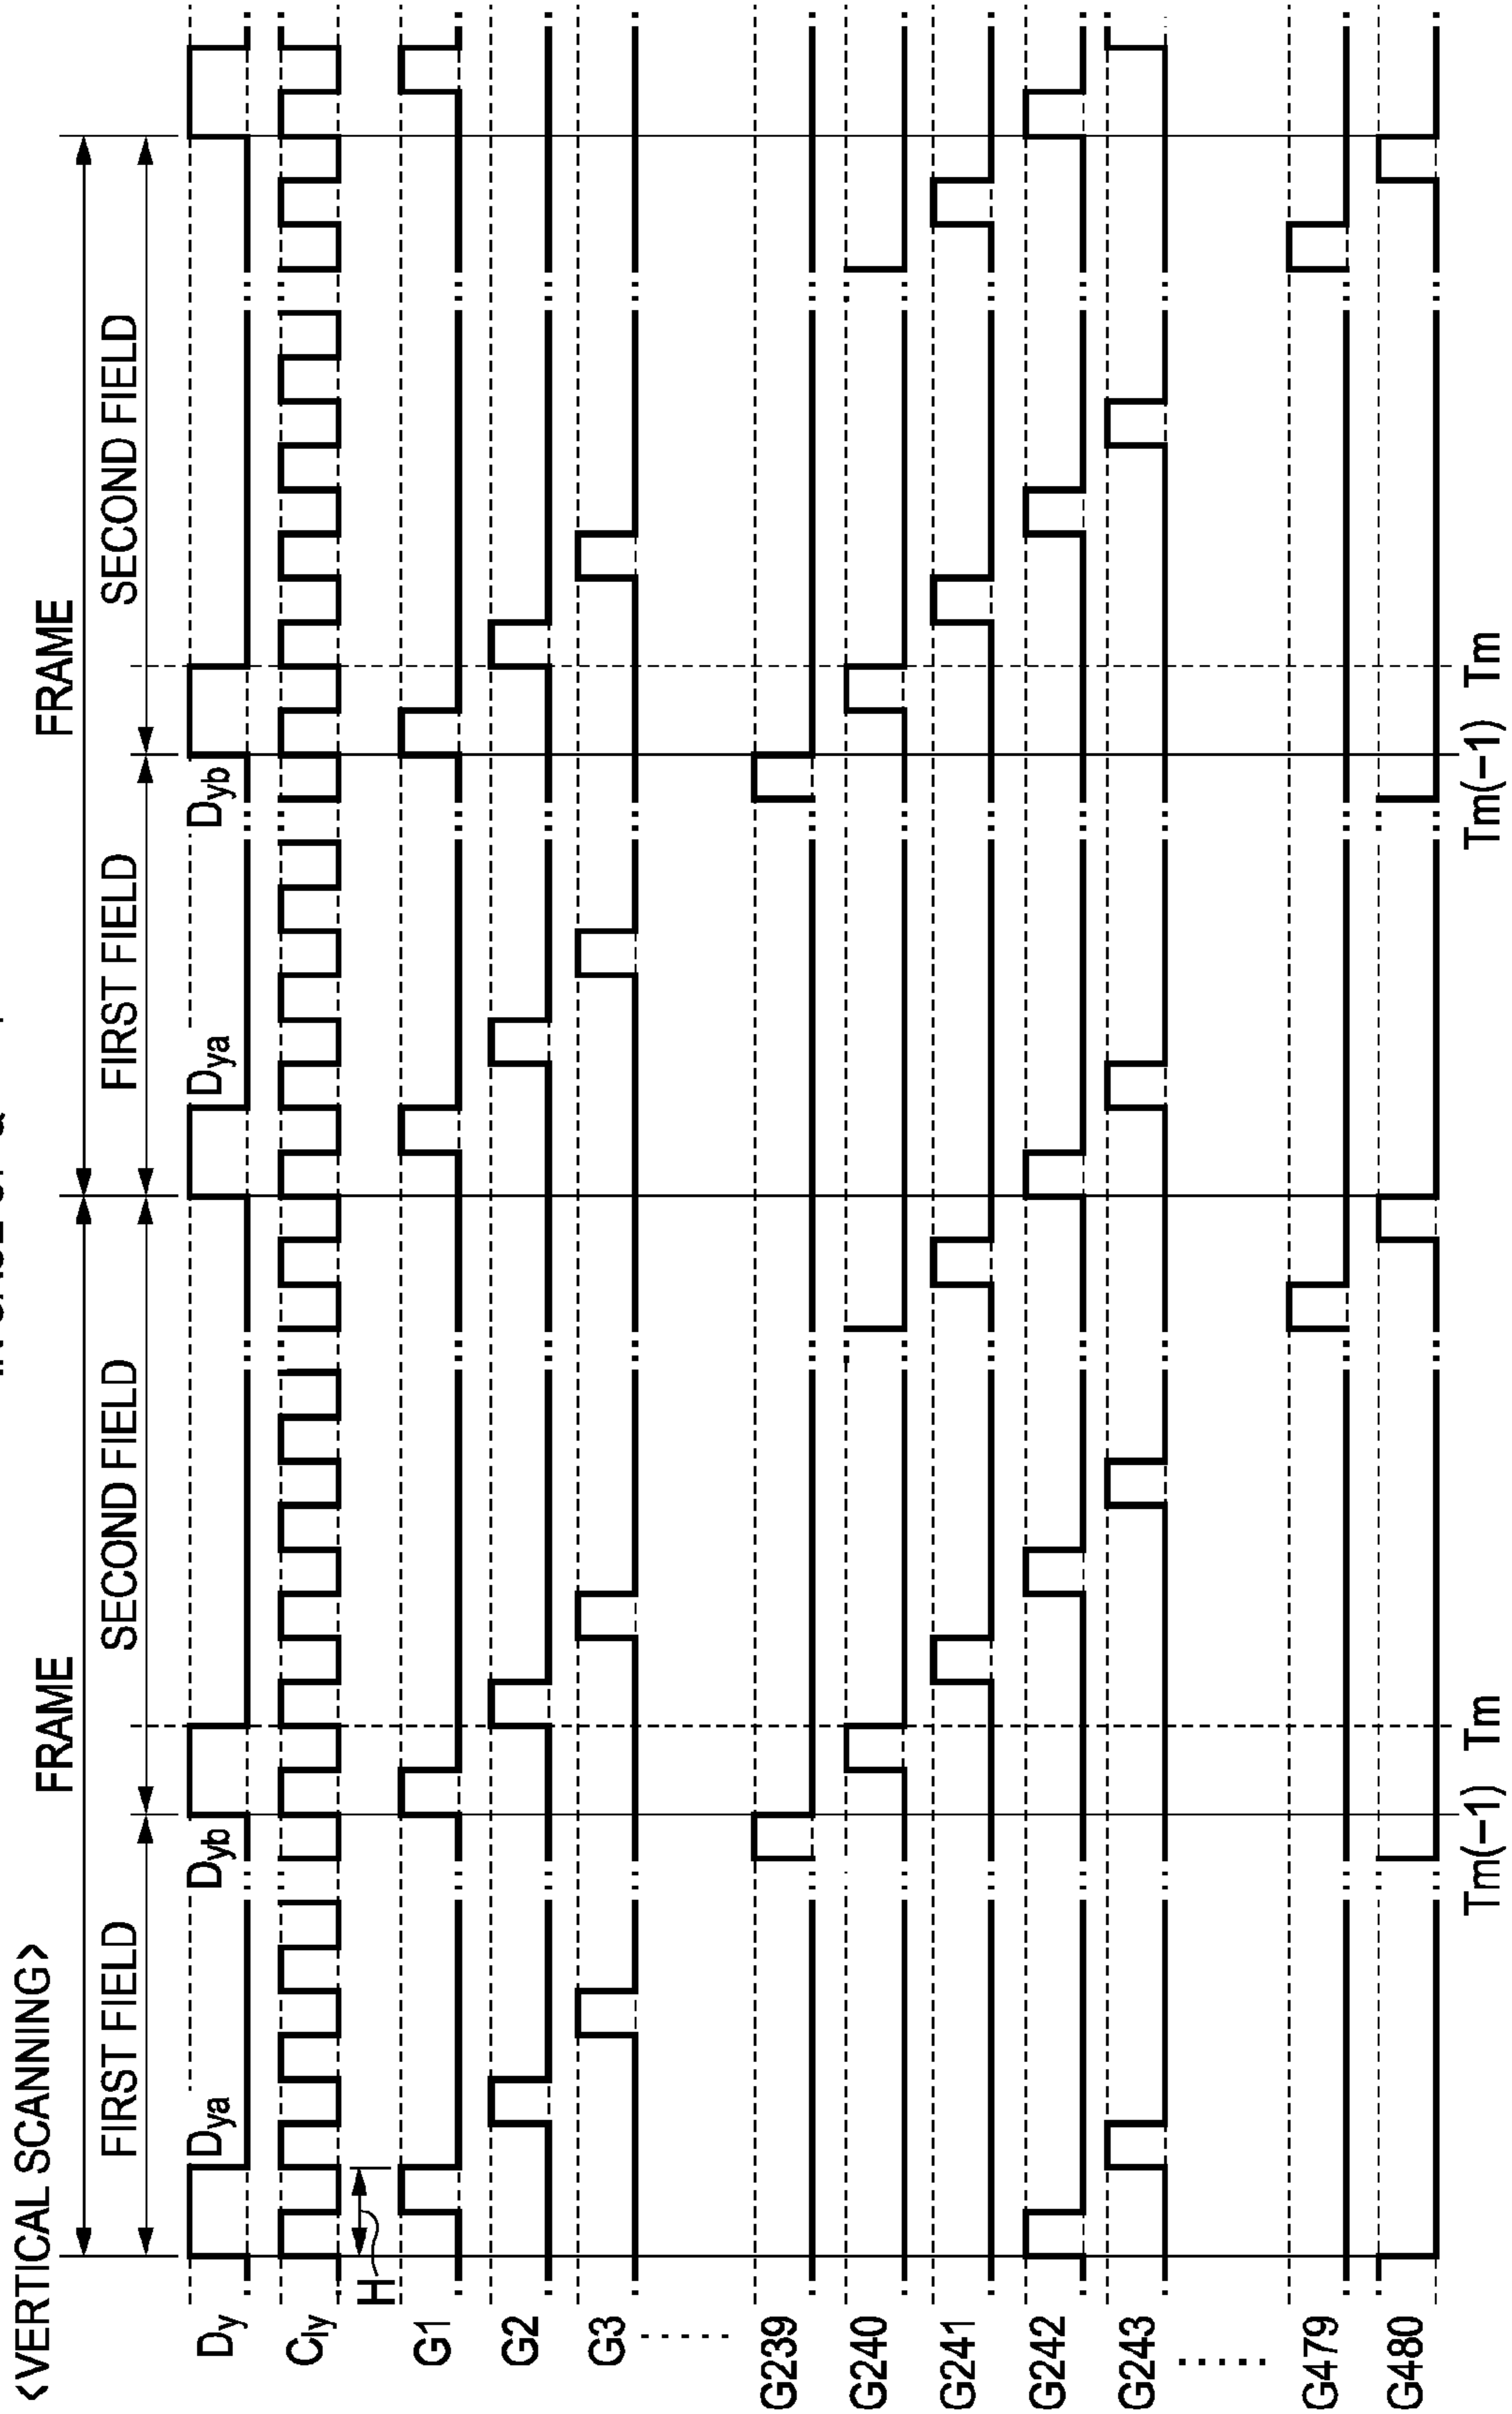 <VERTICAL SCANNING>
FRAME FRAME
FIRST FIELD SECOND FIELD FIRST FIELD SECOND FIELD
Dy Dya Dyb Dya Dyb
Cly
H
G1
G2
G3
G239
G240
G241
G242
G243
G479
G480
Tm(−1) Tm Tm(−1) Tm